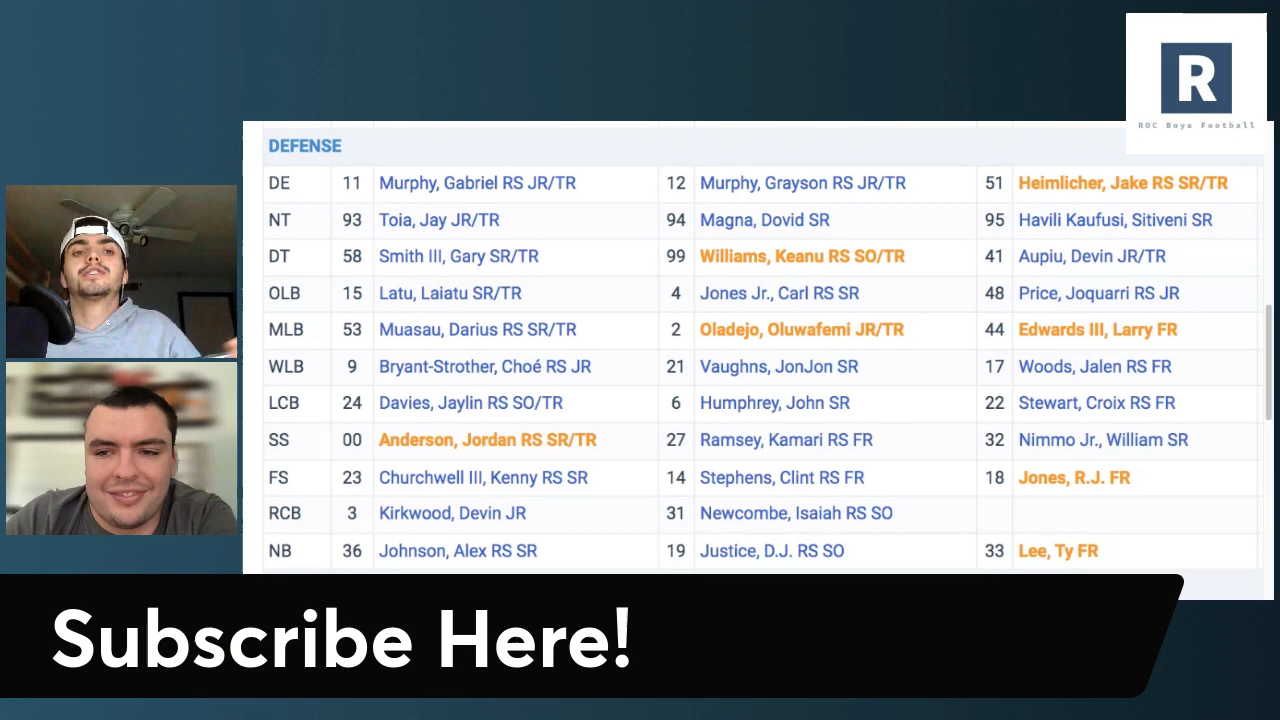 R
ROC Boys Football
DEFENSE
DE 11 Murphy, Gabriel RS JR/TR 12 Murphy, Grayson RS JR/TR 51 Heimlicher, Jake RS SR/TR
NT 93 Toia, Jay JR/TR 94 Magna, Dovid SR 95 Havili Kaufusi, Sitiveni SR
DT 58 Smith III, Gary SR/TR 99 Williams, Keanu RS SO/TR 41 Aupiu, Devin JR/TR
OLB 15 Latu, Laiatu SR/TR 4 Jones Jr., Carl RS SR 48 Price, Joquarri RS JR
MLB 53 Muasau, Darius RS SR/TR 2 Oladejo, Oluwafemi JR/TR 44 Edwards III, Larry FR
WLB 9 Bryant-Strother, Choé RS JR 21 Vaughns, JonJon SR 17 Woods, Jalen RS FR
LCB 24 Davies, Jaylin RS SO/TR 6 Humphrey, John SR 22 Stewart, Croix RS FR
SS 00 Anderson, Jordan RS SR/TR 27 Ramsey, Kamari RS FR 32 Nimmo Jr., William SR
FS 23 Churchwell III, Kenny RS SR 14 Stephens, Clint RS FR 18 Jones, R.J. FR
RCB 3 Kirkwood, Devin JR 31 Newcombe, Isaiah RS SO
NB 36 Johnson, Alex RS SR 19 Justice, D.J. RS SO 33 Lee, Ty FR
Subscribe Here!